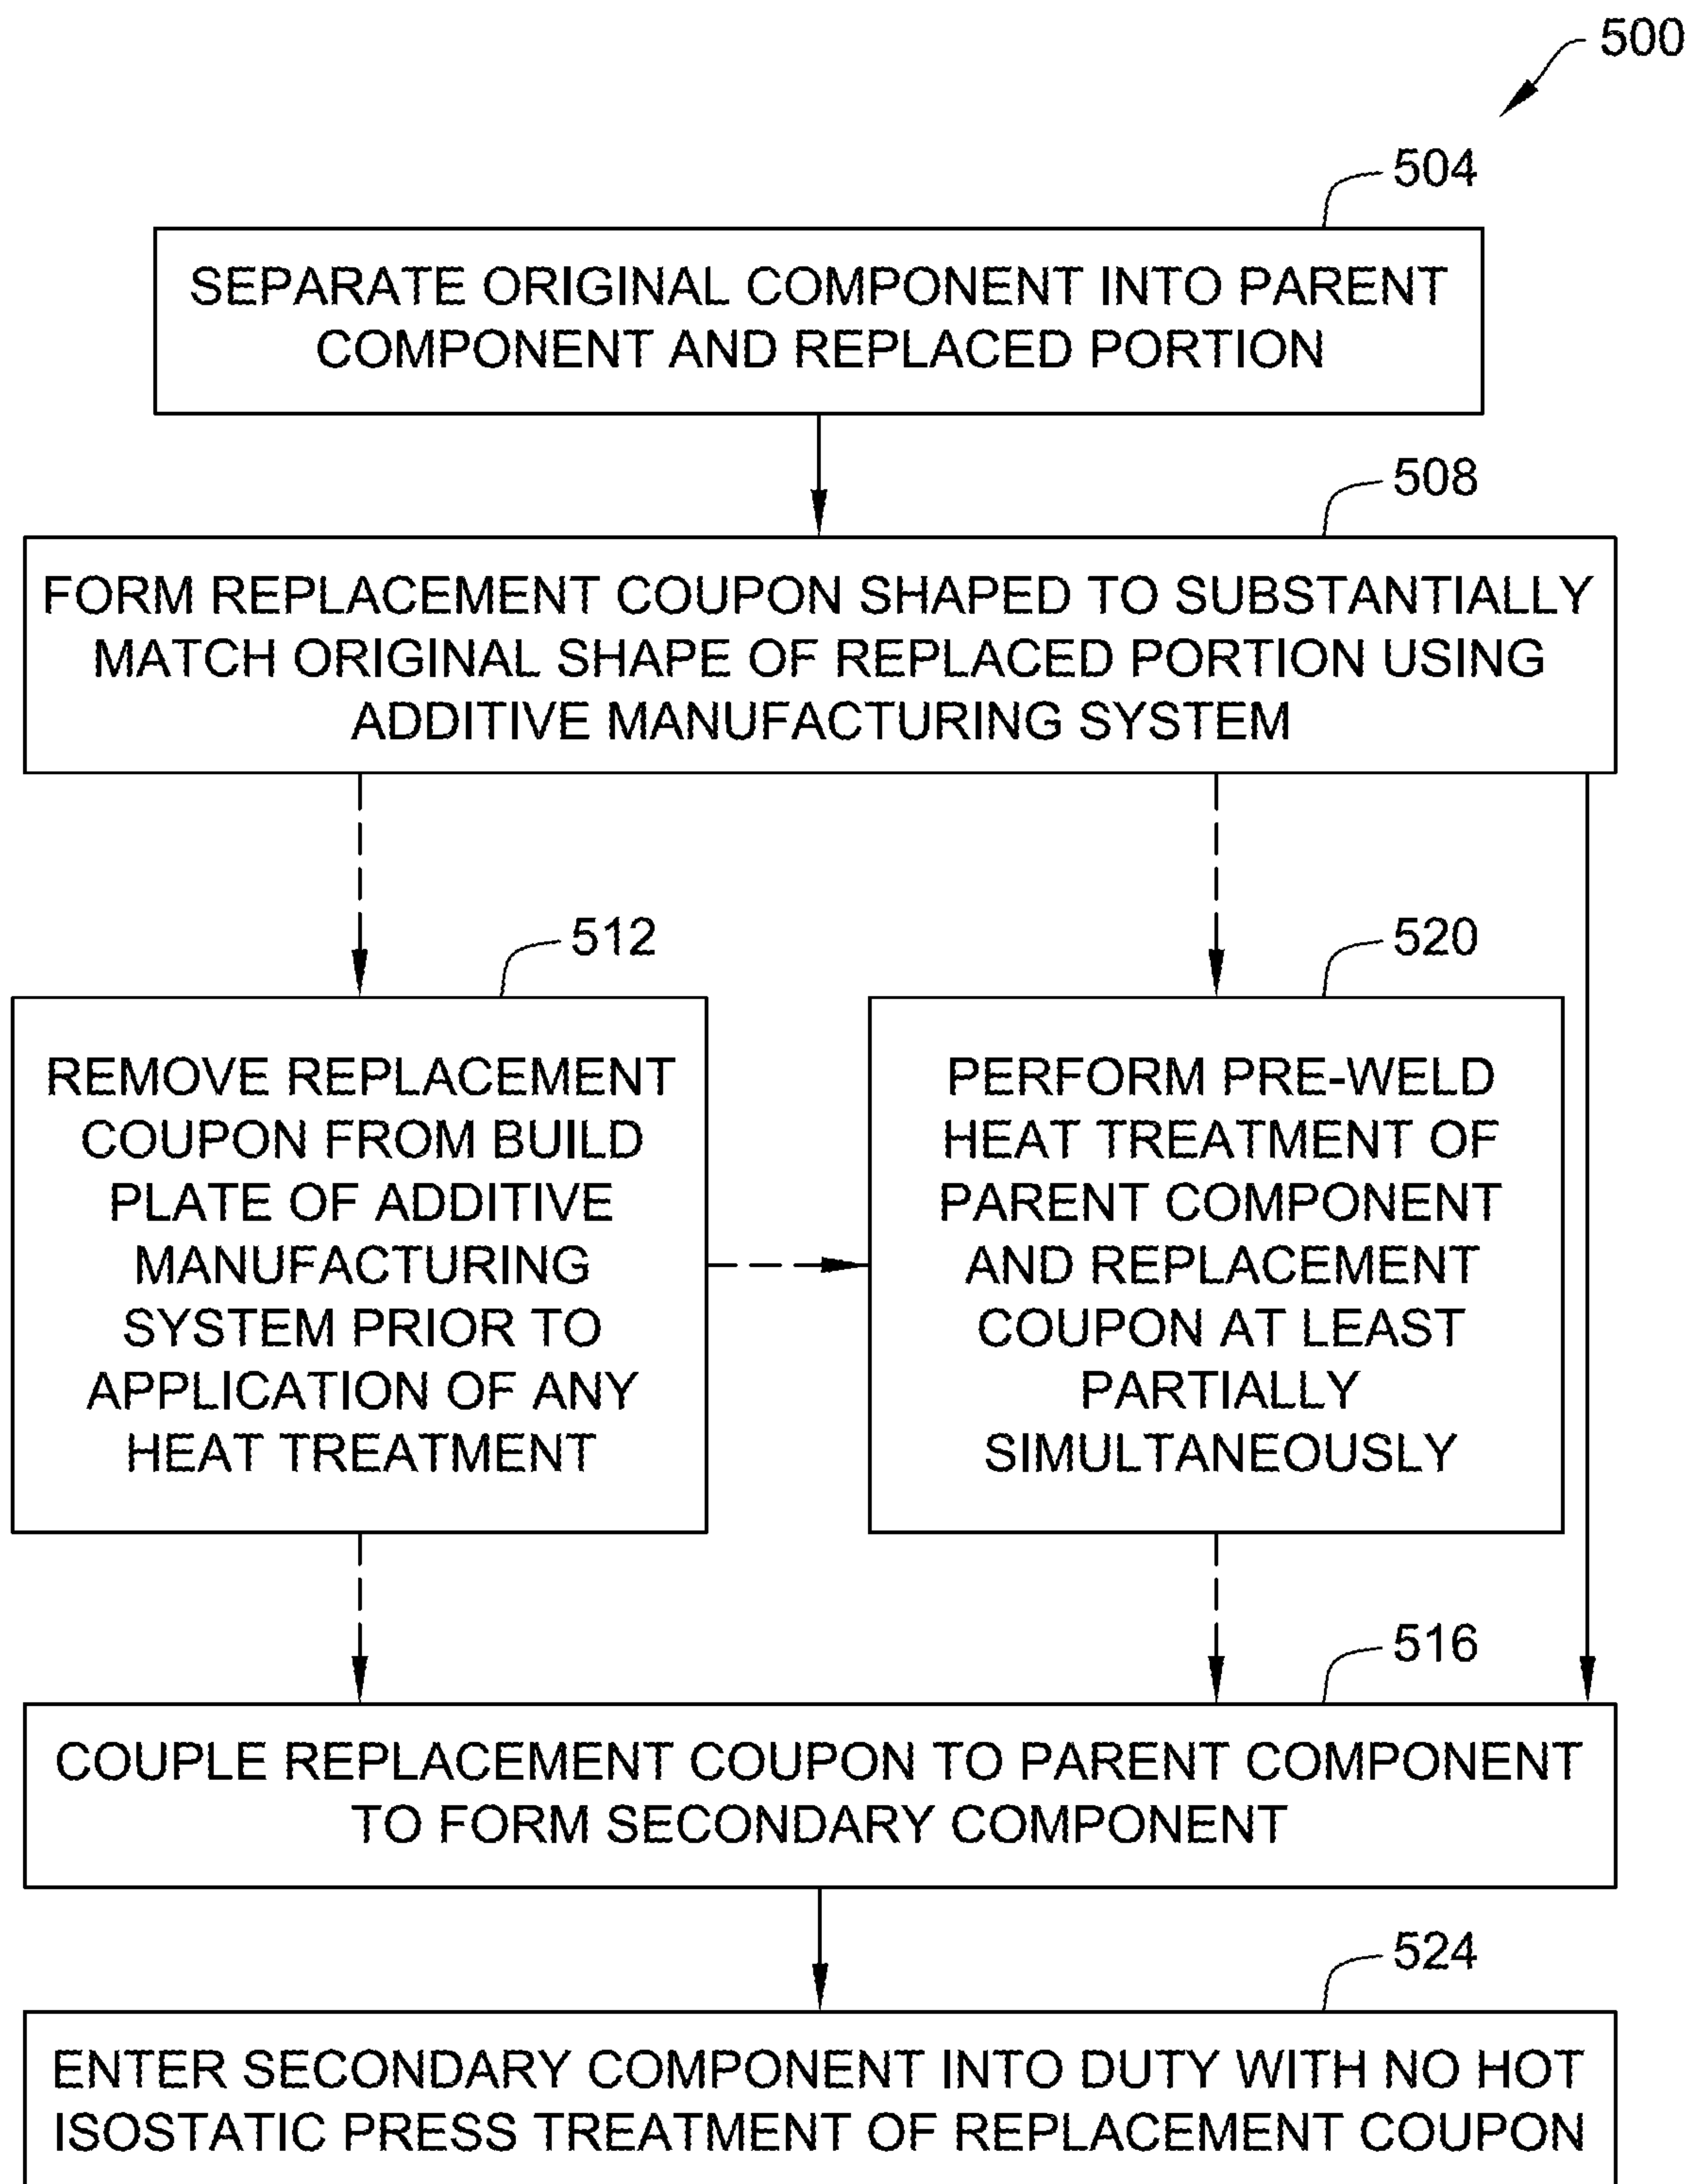 500
504
SEPARATE ORIGINAL COMPONENT INTO PARENT
COMPONENT AND REPLACED PORTION
508
FORM REPLACEMENT COUPON SHAPED TO SUBSTANTIALLY
MATCH ORIGINAL SHAPE OF REPLACED PORTION USING
ADDITIVE MANUFACTURING SYSTEM
512
REMOVE REPLACEMENT
COUPON FROM BUILD
PLATE OF ADDITIVE
MANUFACTURING
SYSTEM PRIOR TO
APPLICATION OF ANY
HEAT TREATMENT
520
PERFORM PRE-WELD
HEAT TREATMENT OF
PARENT COMPONENT
AND REPLACEMENT
COUPON AT LEAST
PARTIALLY
SIMULTANEOUSLY
516
COUPLE REPLACEMENT COUPON TO PARENT COMPONENT
TO FORM SECONDARY COMPONENT
524
ENTER SECONDARY COMPONENT INTO DUTY WITH NO HOT
ISOSTATIC PRESS TREATMENT OF REPLACEMENT COUPON